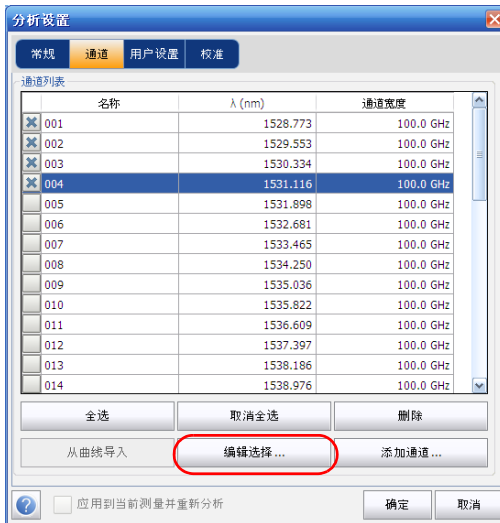 分析设置
常规 通道 用户设置 校准
通道列表
名称 λ (nm) 通道宽度
001 1528.773 100.0 GHz
002 1529.553 100.0 GHz
003 1530.334 100.0 GHz
004 1531.116 100.0 GHz
005 1531.898 100.0 GHz
006 1532.681 100.0 GHz
007 1533.465 100.0 GHz
008 1534.250 100.0 GHz
009 1535.036 100.0 GHz
010 1535.822 100.0 GHz
011 1536.609 100.0 GHz
012 1537.397 100.0 GHz
013 1538.186 100.0 GHz
014 1538.976 100.0 GHz
全选 取消全选 删除
从曲线导入 编辑选择... 添加通道...
? 应用到当前测量并重新分析 确定 取消